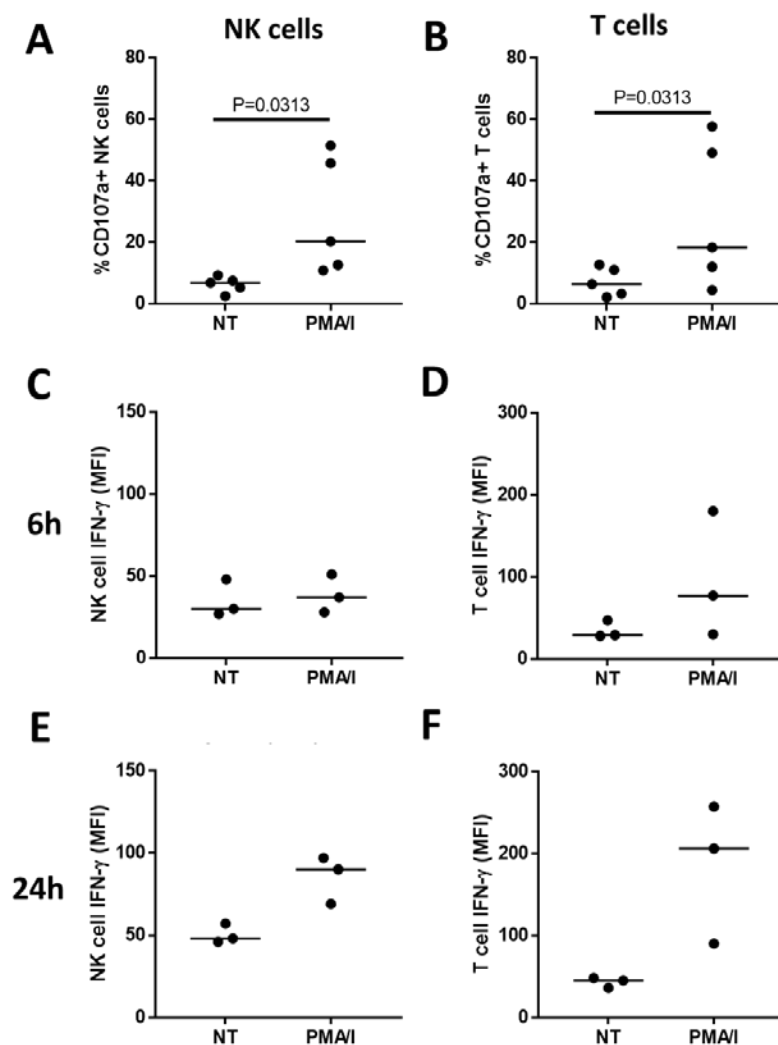 NK cells
T cells
A
80
60
40
20
0
% CD107a+ NK cells
P=0.0313
NT
PMA/I
B
80
60
40
20
0
% CD107a+ T cells
P=0.0313
NT
PMA/I
6h
C
150
100
50
0
NK cell IFN-γ (MFI)
NT
PMA/I
D
300
200
100
0
T cell IFN-γ (MFI)
NT
PMA/I
24h
E
150
100
50
0
NK cell IFN-γ (MFI)
NT
PMA/I
F
300
200
100
0
T cell IFN-γ (MFI)
NT
PMA/I